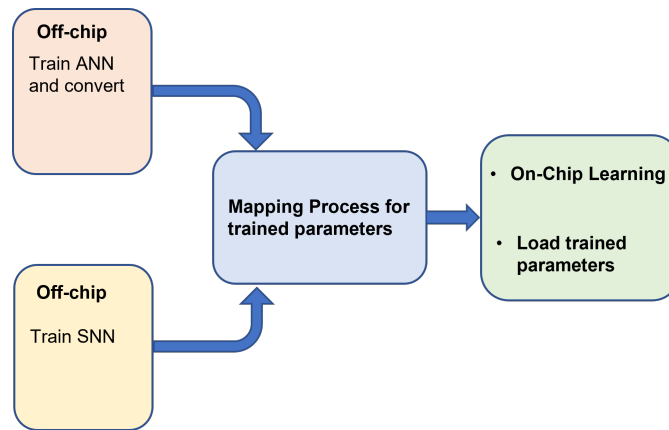 Off-chip
Train ANN
and convert
Mapping Process for
trained parameters
• On-Chip Learning
• Load trained
parameters
Off-chip
Train SNN